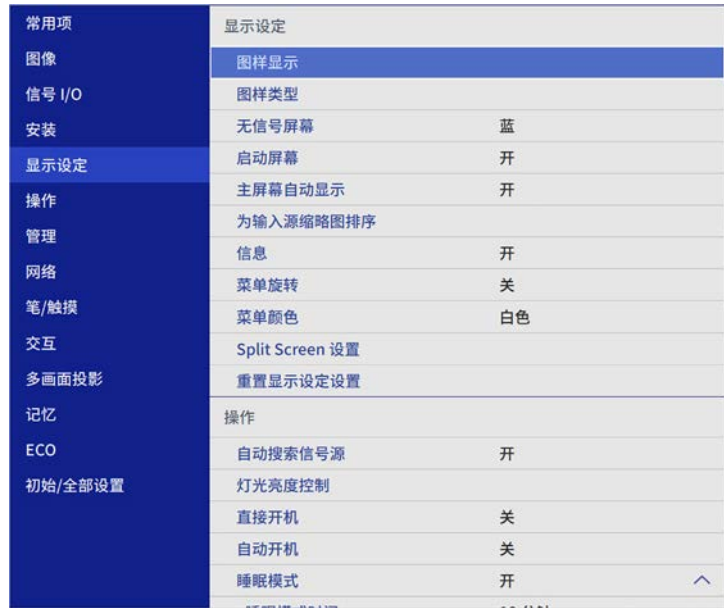 常用项
图像
信号 I/O
安装
显示设定
操作
管理
网络
笔/触摸
交互
多画面投影
记忆
ECO
初始/全部设置
显示设定
图样显示
图样类型
无信号屏幕 蓝
启动屏幕 开
主屏幕自动显示 开
为输入源缩略图排序
信息 开
菜单旋转 关
菜单颜色 白色
Split Screen 设置
重置显示设定设置
操作
自动搜索信号源 开
灯光亮度控制
直接开机 关
自动开机 关
睡眠模式 开